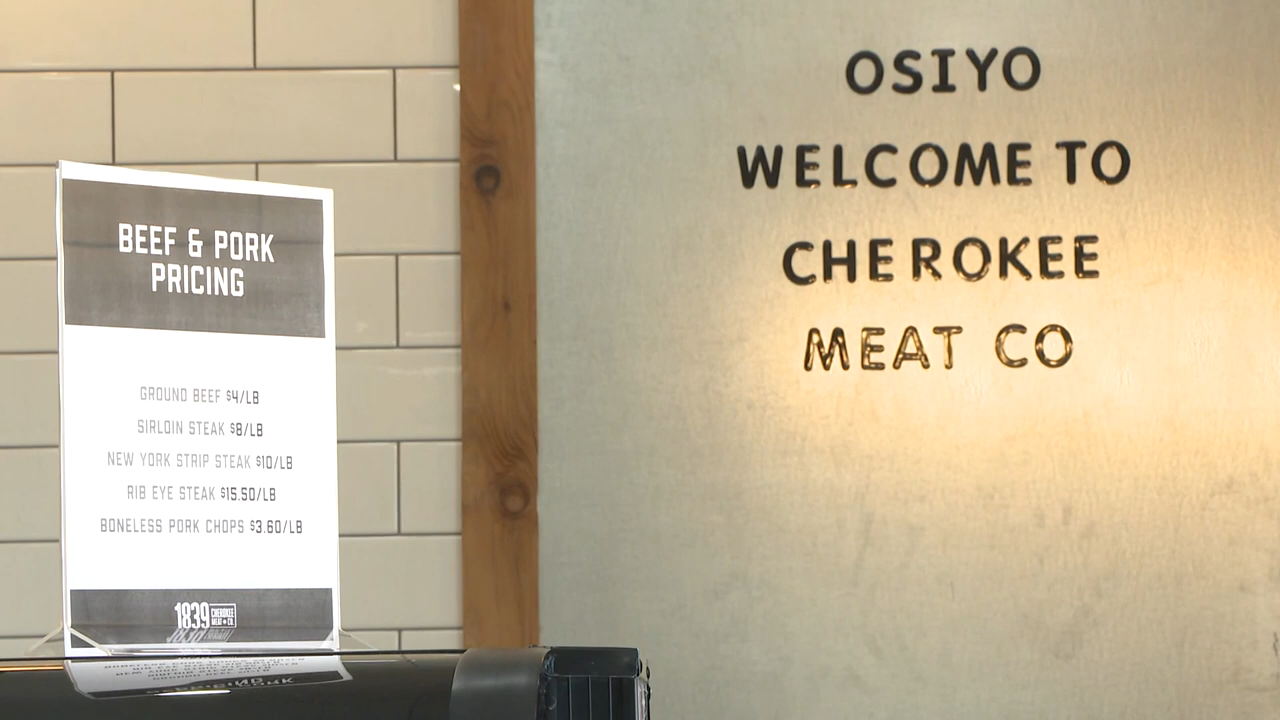 BEEF & PORK
PRICING
GROUND BEEF $4/LB
SIRLOIN STEAK $8/LB
NEW YORK STRIP STEAK $10/LB
RIB EYE STEAK $15.50/LB
BONELESS PORK CHOPS $3.60/LB
1839 CHEROKEE
MEAT CO.
OSIYO
WELCOME TO
CHEROKEE
MEAT CO